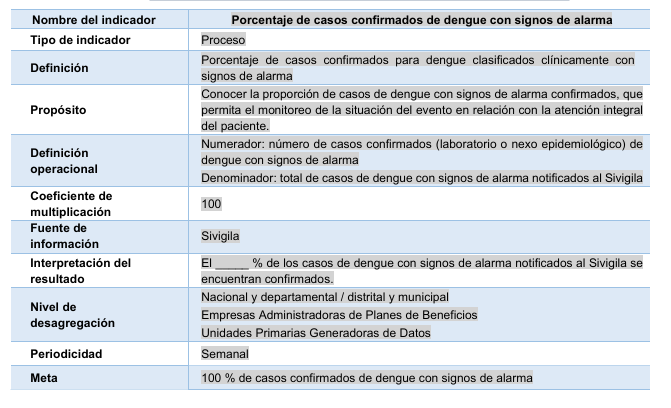 Nombre del indicador Porcentaje de casos confirmados de dengue con signos de alarma
Tipo de indicador Proceso
Definición Porcentaje de casos confirmados para dengue clasificados clínicamente con
signos de alarma
Propósito Conocer la proporción de casos de dengue con signos de alarma confirmados, que
permita el monitoreo de la situación del evento en relación con la atención integral
del paciente.
Definición
operacional
Numerador: número de casos confirmados (laboratorio o nexo epidemiológico) de
dengue con signos de alarma
Denominador: total de casos de dengue con signos de alarma notificados al Sivigila
Coeficiente de
multiplicación
100
Fuente de
información
Sivigila
Interpretación del
resultado
El _____ % de los casos de dengue con signos de alarma notificados al Sivigila se
encuentran confirmados.
Nivel de
desagregación
Nacional y departamental / distrital y municipal
Empresas Administradoras de Planes de Beneficios
Unidades Primarias Generadoras de Datos
Periodicidad Semanal
Meta 100 % de casos confirmados de dengue con signos de alarma